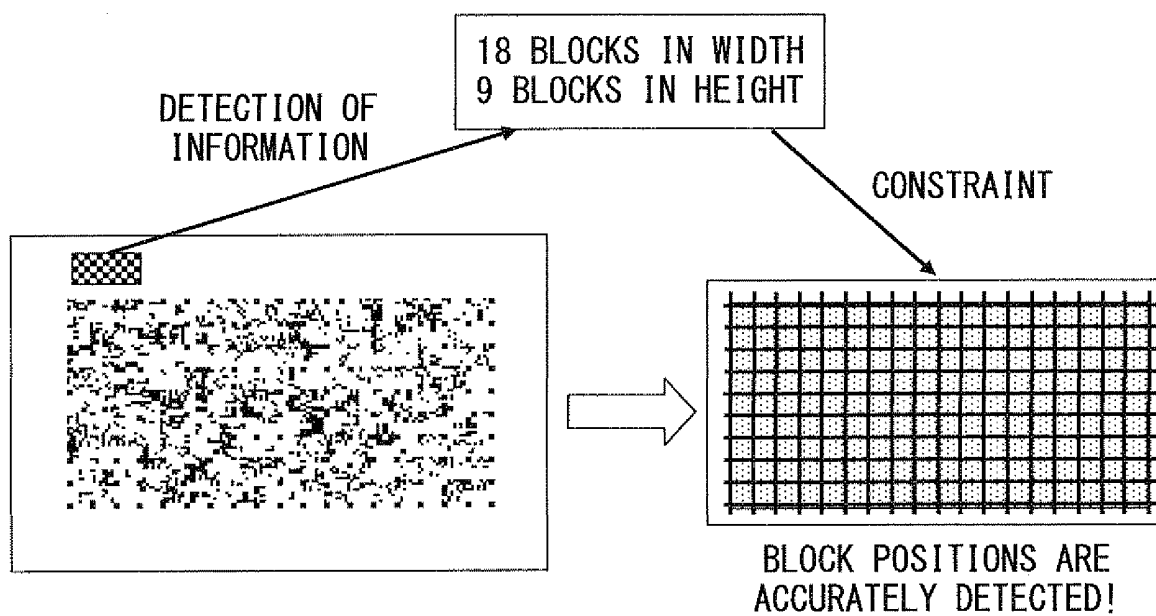 18 BLOCKS IN WIDTH
9 BLOCKS IN HEIGHT
DETECTION OF
INFORMATION
CONSTRAINT
BLOCK POSITIONS ARE
ACCURATELY DETECTED!